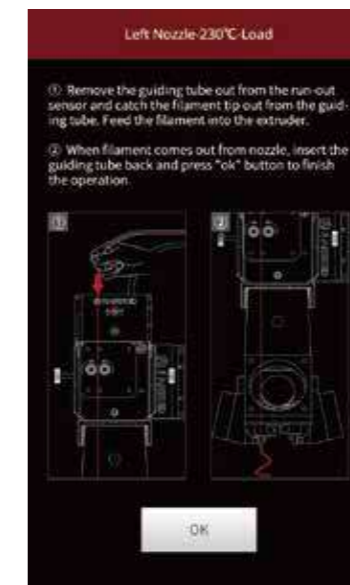 Left Nozzle-230℃-Load
① Remove the guiding tube out from the run-out
sensor and catch the filament tip out from the guid-
ing tube. Feed the filament into the extruder.
② When filament comes out from nozzle, insert the
guiding tube back and press "ok" button to finish
the operation.
①
②
OK